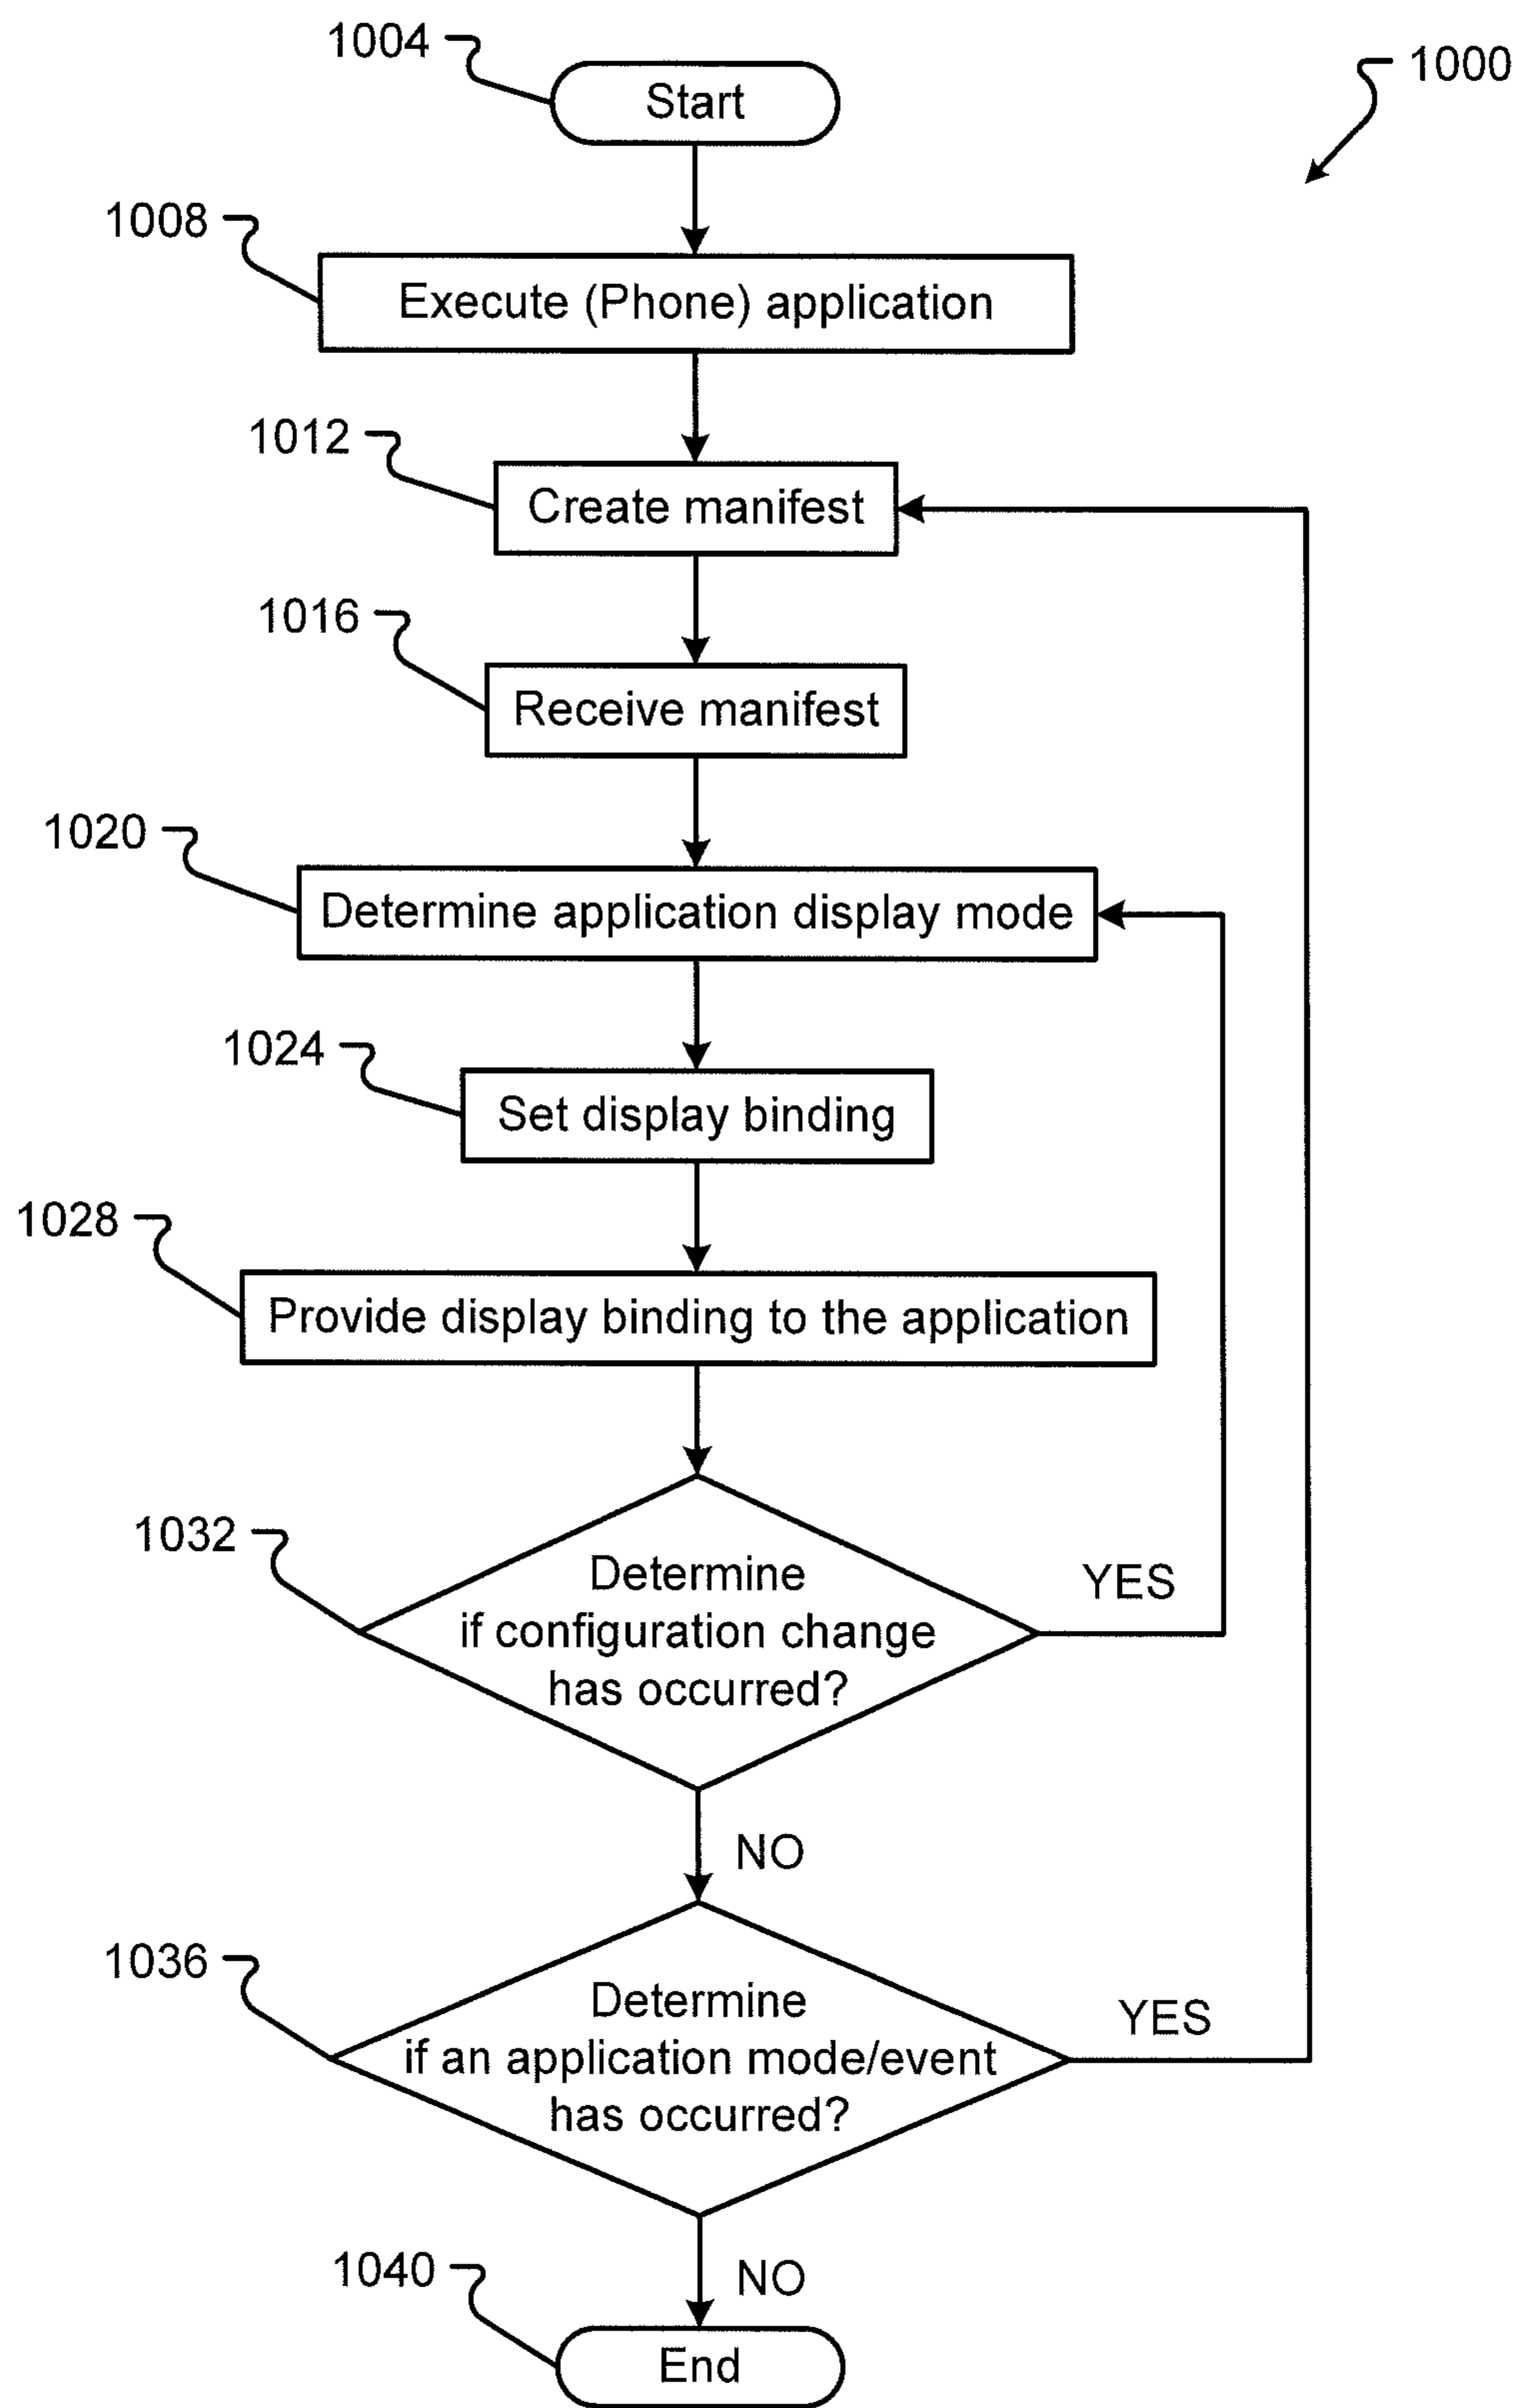 1004
Start
1000
1008
Execute (Phone) application
1012
Create manifest
1016
Receive manifest
1020
Determine application display mode
1024
Set display binding
1028
Provide display binding to the application
1032
Determine
if configuration change
has occurred?
YES
NO
1036
Determine
if an application mode/event
has occurred?
YES
NO
1040
End